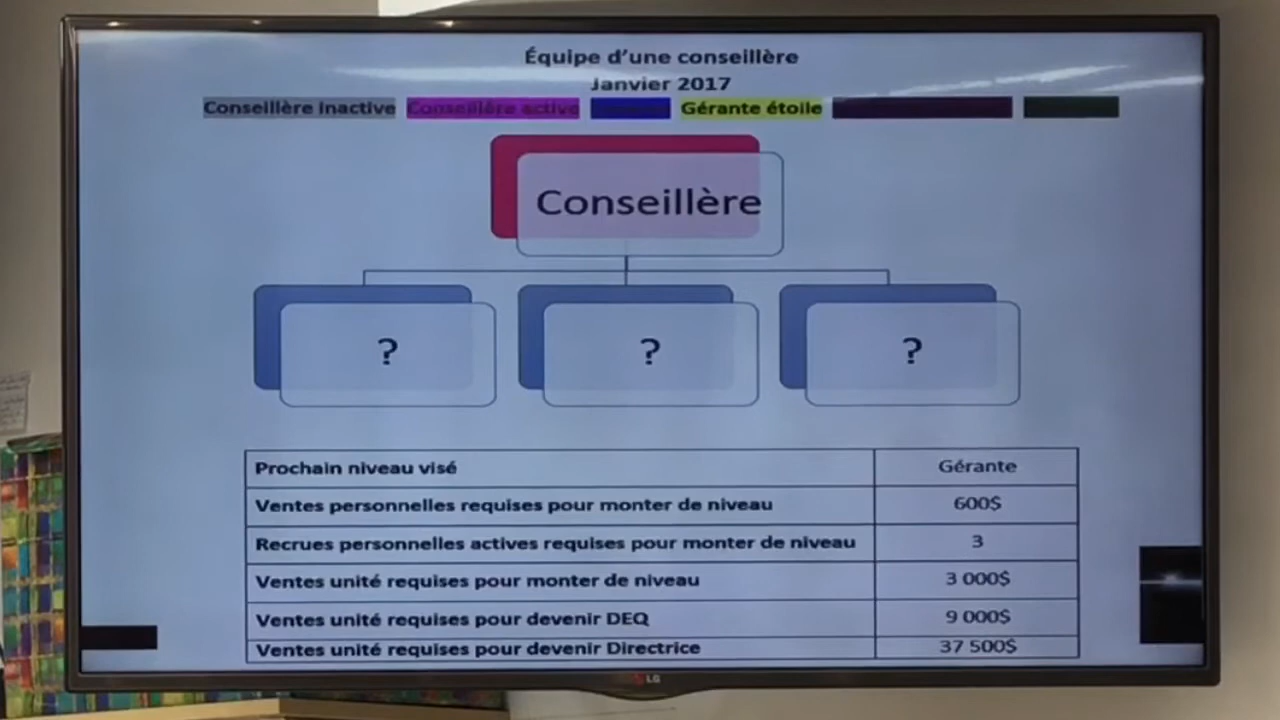 Équipe d'une conseillère
Janvier 2017
Conseillère inactive Conseillère active Gérante étoile
Conseillère
? ? ?
Prochain niveau visé Gérante
Ventes personnelles requises pour monter de niveau 600$
Recrues personnelles actives requises pour monter de niveau 3
Ventes unité requises pour monter de niveau 3 000$
Ventes unité requises pour devenir DEQ 9 000$
Ventes unité requises pour devenir Directrice 37 500$
LG